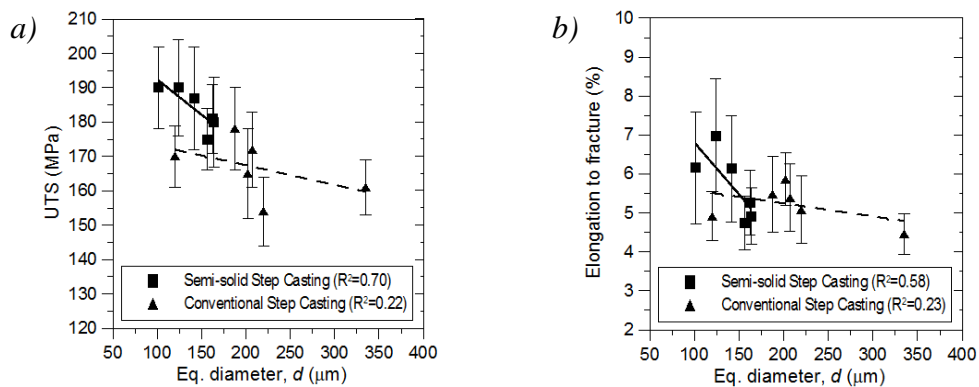 a)
210
200
190
180
170
160
150
140
130
120
UTS (MPa)
Semi-solid Step Casting (R²=0.70)
Conventional Step Casting (R²=0.22)
50 100 150 200 250 300 350 400
Eq. diameter, d (μm)
b)
10
9
8
7
6
5
4
3
2
Elongation to fracture (%)
Semi-solid Step Casting (R²=0.58)
Conventional Step Casting (R²=0.23)
50 100 150 200 250 300 350 400
Eq. diameter, d (μm)